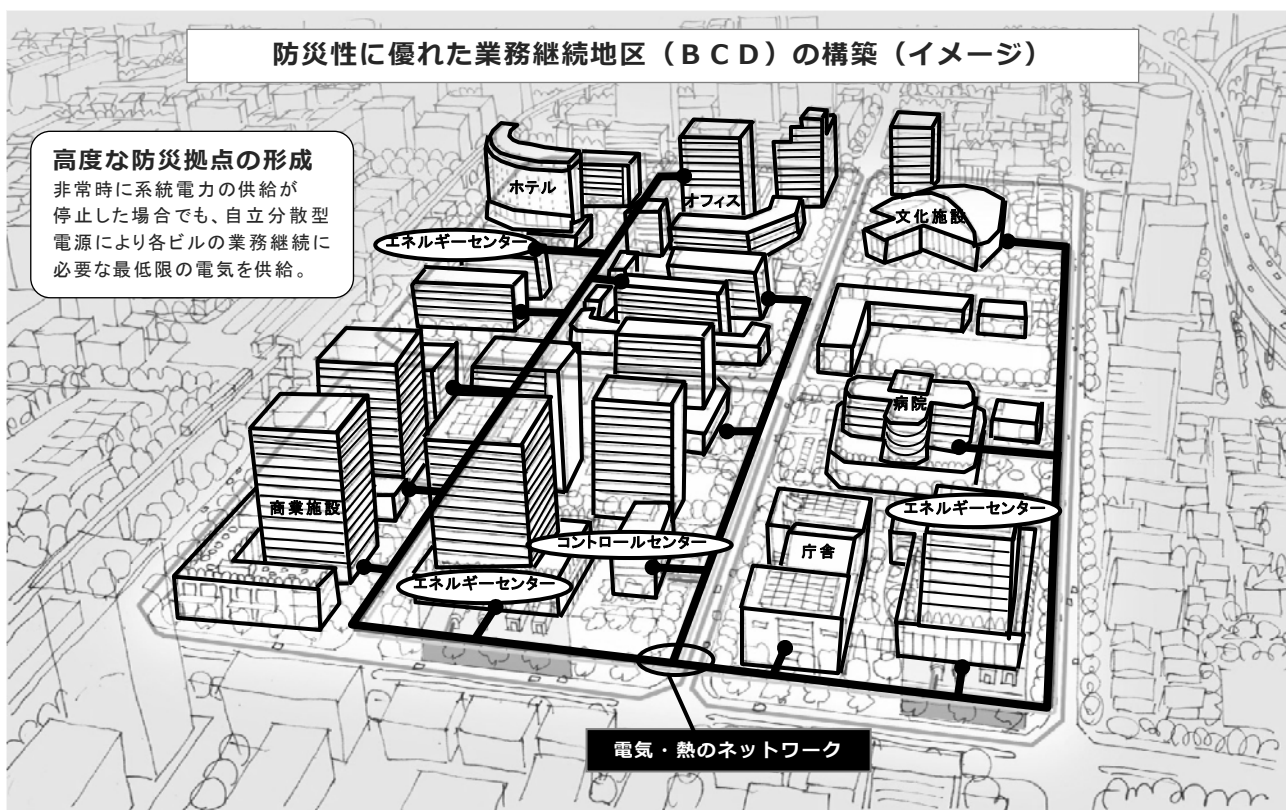 防災性に優れた業務継続地区（ＢＣＤ）の構築（イメージ）
高度な防災拠点の形成
非常時に系統電力の供給が
停止した場合でも、自立分散型
電源により各ビルの業務継続に
必要な最低限の電気を供給。
ホテル
オフィス
文化施設
エネルギーセンター
病院
商業施設
エネルギーセンター
コントロールセンター
庁舎
エネルギーセンター
電気・熱のネットワーク